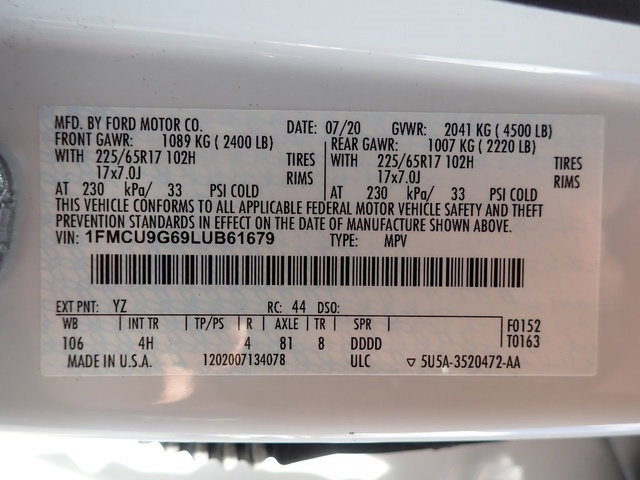 MFD. BY FORD MOTOR CO. DATE: 07/20 GVWR: 2041 KG ( 4500 LB)
FRONT GAWR: 1089 KG ( 2400 LB) REAR GAWR: 1007 KG ( 2220 LB)
WITH 225/65R17 102H TIRES WITH 225/65R17 102H TIRES
17x7.0J RIMS 17x7.0J RIMS
AT 230 kPa/ 33 PSI COLD AT 230 kPa/ 33 PSI COLD
THIS VEHICLE CONFORMS TO ALL APPLICABLE FEDERAL MOTOR VEHICLE SAFETY AND THEFT
PREVENTION STANDARDS IN EFFECT ON THE DATE OF MANUFACTURE SHOWN ABOVE.
VIN: 1FMCU9G69LUB61679 TYPE: MPV
EXT PNT: YZ RC: 44 DSO:
WB INT TR TP/PS R AXLE TR SPR F0152
106 4H 4 81 8 DDDD T0163
MADE IN U.S.A. 1202007134078 ULC ▽ 5U5A-3520472-AA